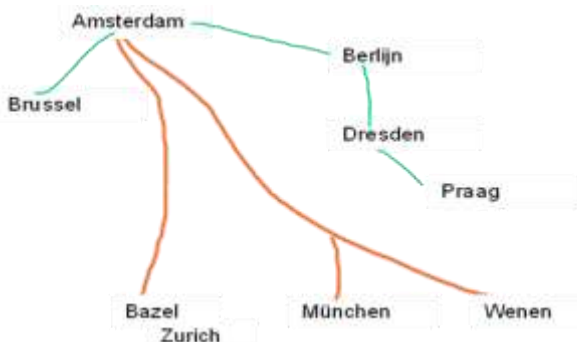 Amsterdam
Berlijn
Brussel
Dresden
Praag
Bazel
Zurich
München
Wenen